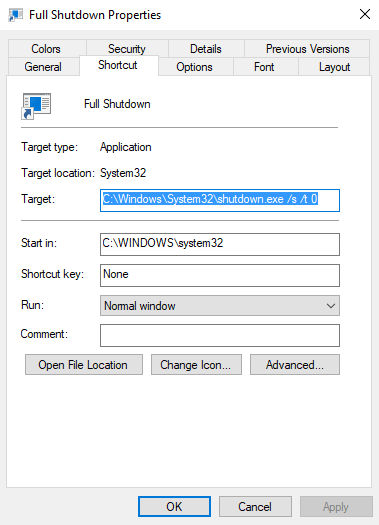 Full Shutdown Properties
Colors Security Details Previous Versions
General Shortcut Options Font Layout
Full Shutdown
Target type: Application
Target location: System32
Target: C:\Windows\System32\shutdown.exe /s /t 0
Start in: C:\WINDOWS\system32
Shortcut key: None
Run: Normal window
Comment:
Open File Location Change Icon... Advanced...
OK Cancel Apply